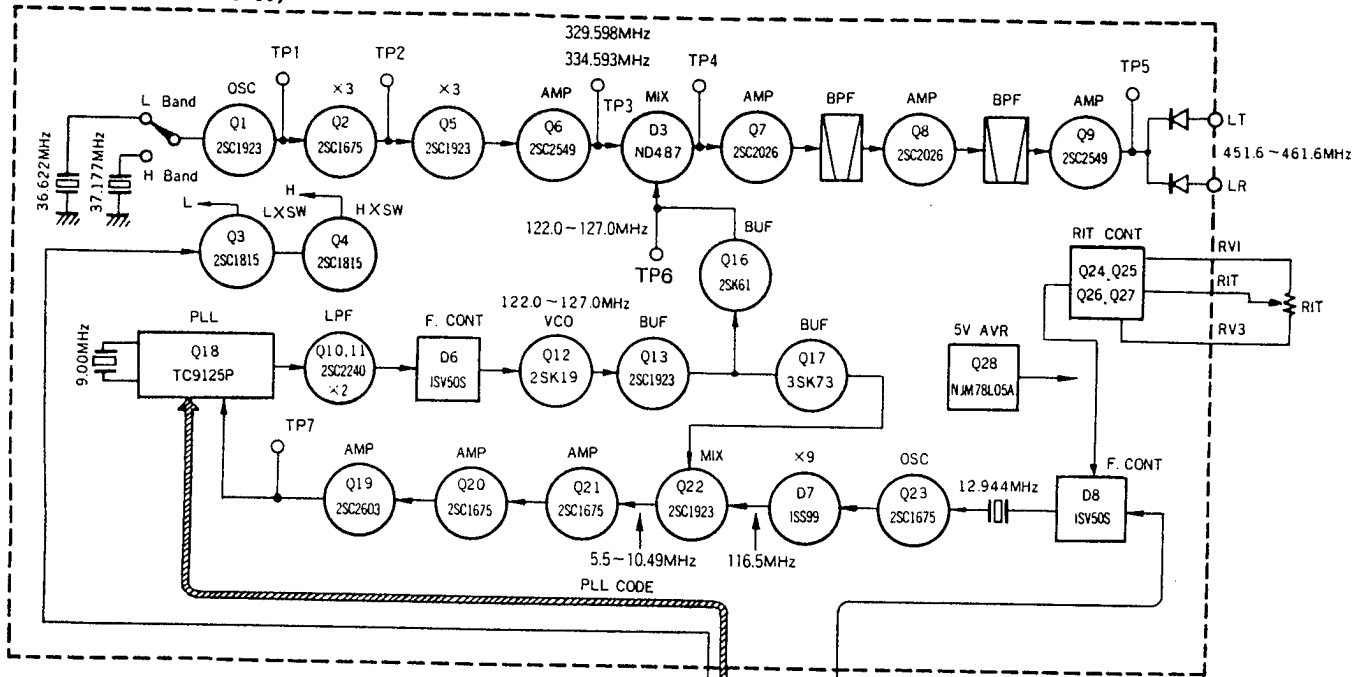 329.598MHz
334.593MHz
TP1
TP2
TP3
TP4
TP5
L Band
H Band
36.622MHz
37.177MHz
OSC
Q1
2SC1923
×3
Q2
2SC1675
×3
Q5
2SC1923
AMP
Q6
2SC2549
MIX
D3
ND487
AMP
Q7
2SC2026
BPF
AMP
Q8
2SC2026
BPF
AMP
Q9
2SC2549
LT
451.6~461.6MHz
LR
L
L×SW
H
H×SW
Q3
2SC1815
Q4
2SC1815
122.0~127.0MHz
TP6
BUF
Q16
2SK61
RIT CONT
Q24、Q25
Q26、Q27
RV1
RIT
RV3
RIT
9.00MHz
PLL
Q18
TC9125P
LPF
Q10,11
2SC2240
×2
F. CONT
D6
ISV50S
122.0~127.0MHz
VCO
Q12
2SK19
BUF
Q13
2SC1923
BUF
Q17
3SK73
5V AVR
Q28
NJM78L05A
TP7
AMP
Q19
2SC2603
AMP
Q20
2SC1675
AMP
Q21
2SC1675
MIX
Q22
2SC1923
×9
D7
ISS99
OSC
Q23
2SC1675
12.944MHz
F. CONT
D8
ISV50S
5.5~10.49MHz
116.5MHz
PLL CODE